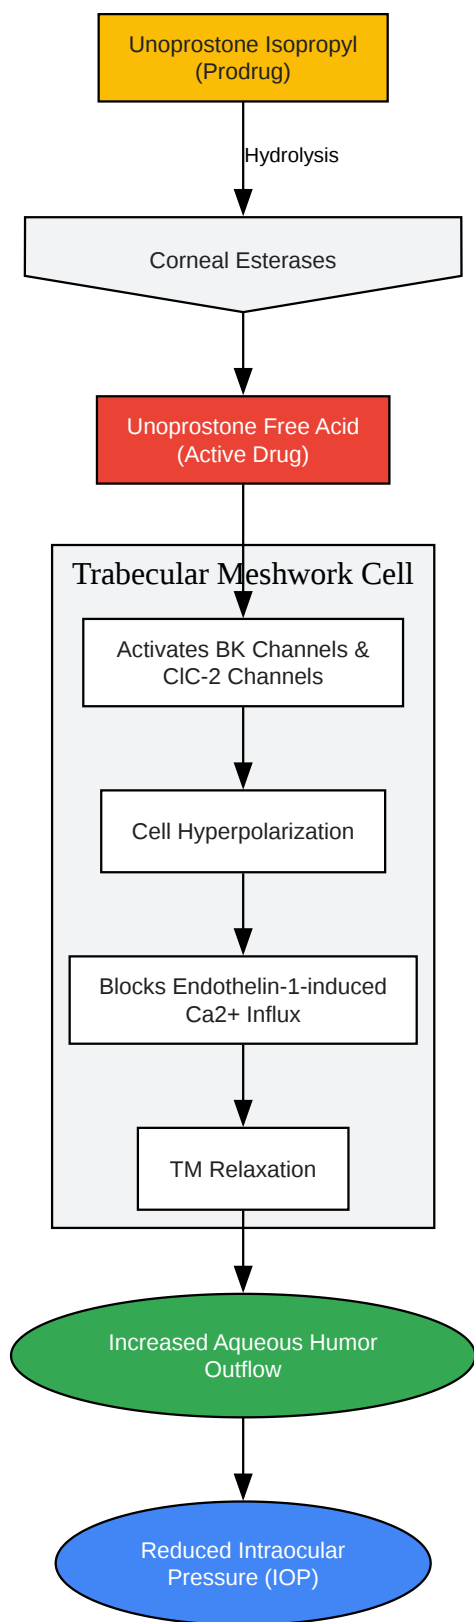 Unoprostone Isopropyl
(Prodrug)
Hydrolysis
Corneal Esterases
Unoprostone Free Acid
(Active Drug)
Trabecular Meshwork Cell
Activates BK Channels &
ClC-2 Channels
Cell Hyperpolarization
Blocks Endothelin-1-induced
Ca2+ Influx
TM Relaxation
Increased Aqueous Humor
Outflow
Reduced Intraocular
Pressure (IOP)